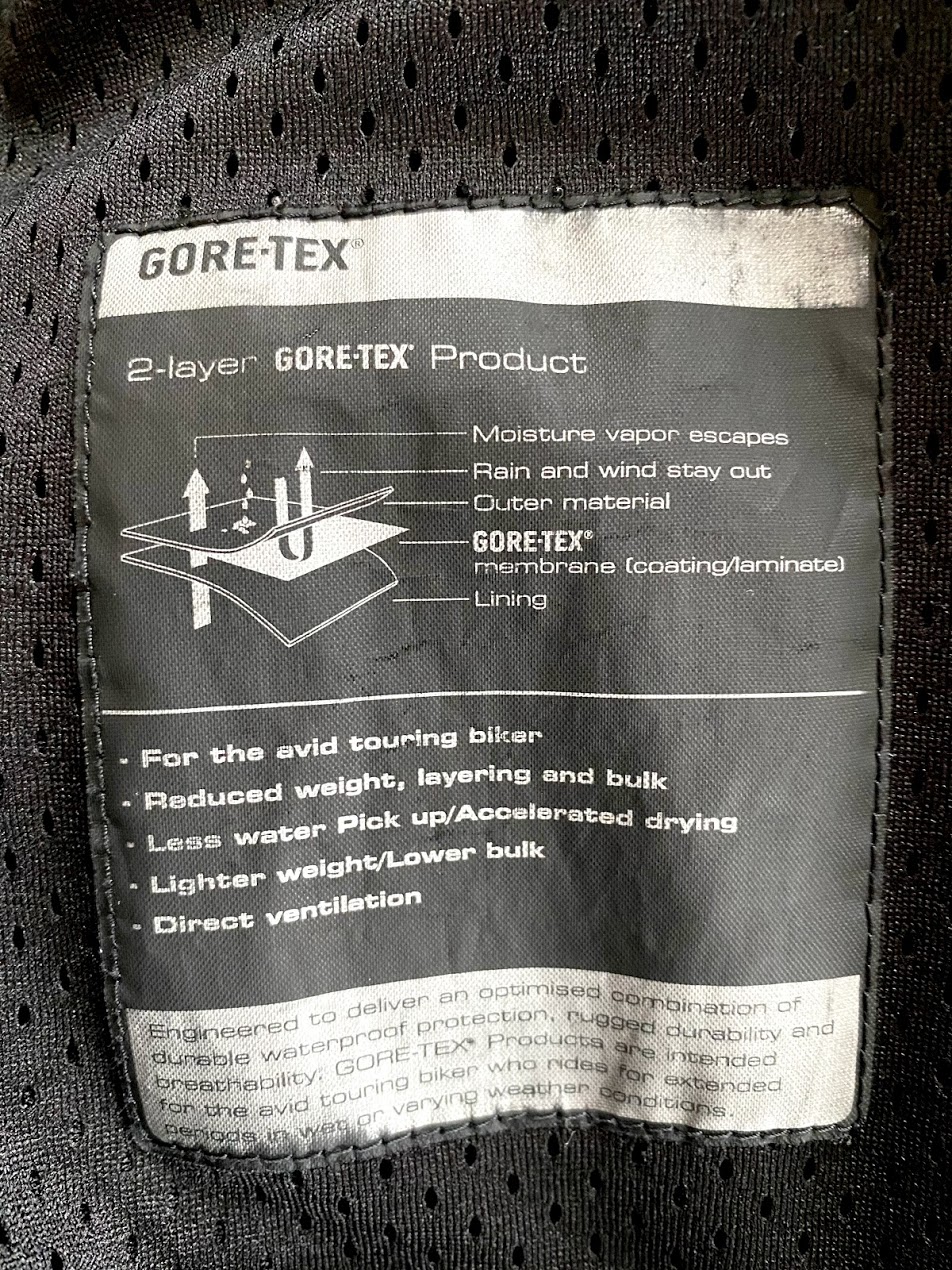 GORE-TEX®
2-layer GORE-TEX® Product
Moisture vapor escapes
Rain and wind stay out
Outer material
GORE-TEX®
membrane (coating/laminate)
Lining
- For the avid touring biker
- Reduced weight, layering and bulk
- Less water Pick up/Accelerated drying
- Lighter weight/Lower bulk
- Direct ventilation
Engineered to deliver an optimised combination of
durable waterproof protection, rugged durability and
breathability; GORE-TEX® Products are intended
for the avid touring biker who rides for extended
periods in wet or varying weather conditions.